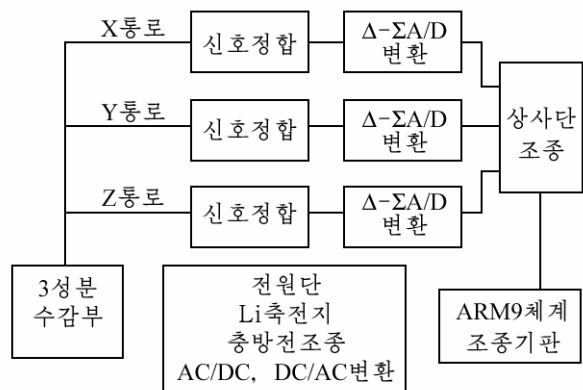 X통로
신호정합
Δ-ΣA/D
변환
Y통로
신호정합
Δ-ΣA/D
변환
상사단
조종
Z통로
신호정합
Δ-ΣA/D
변환
3성분
수감부
전원단
Li축전지
충방전조종
AC/DC, DC/AC변환
ARM9체계
조종기관